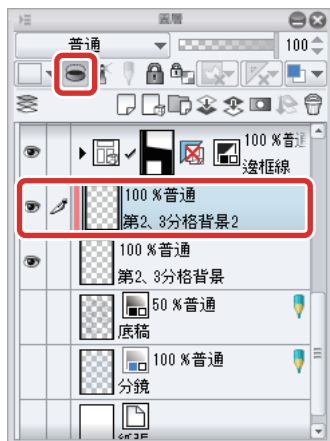 圖層
普通
100
100 %普通
邊框線
100 %普通
第2、3分格背景2
100 %普通
第2、3分格背景
50 %普通
底稿
100 %普通
分鏡